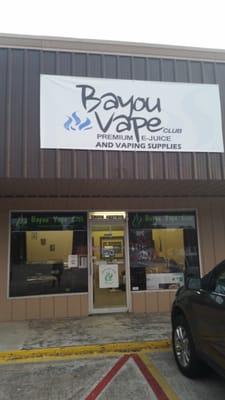 Bayou
Vape CLUB
PREMIUM E-JUICE
AND VAPING SUPPLIES
Bayou Vape Club
Bayou Vape Club